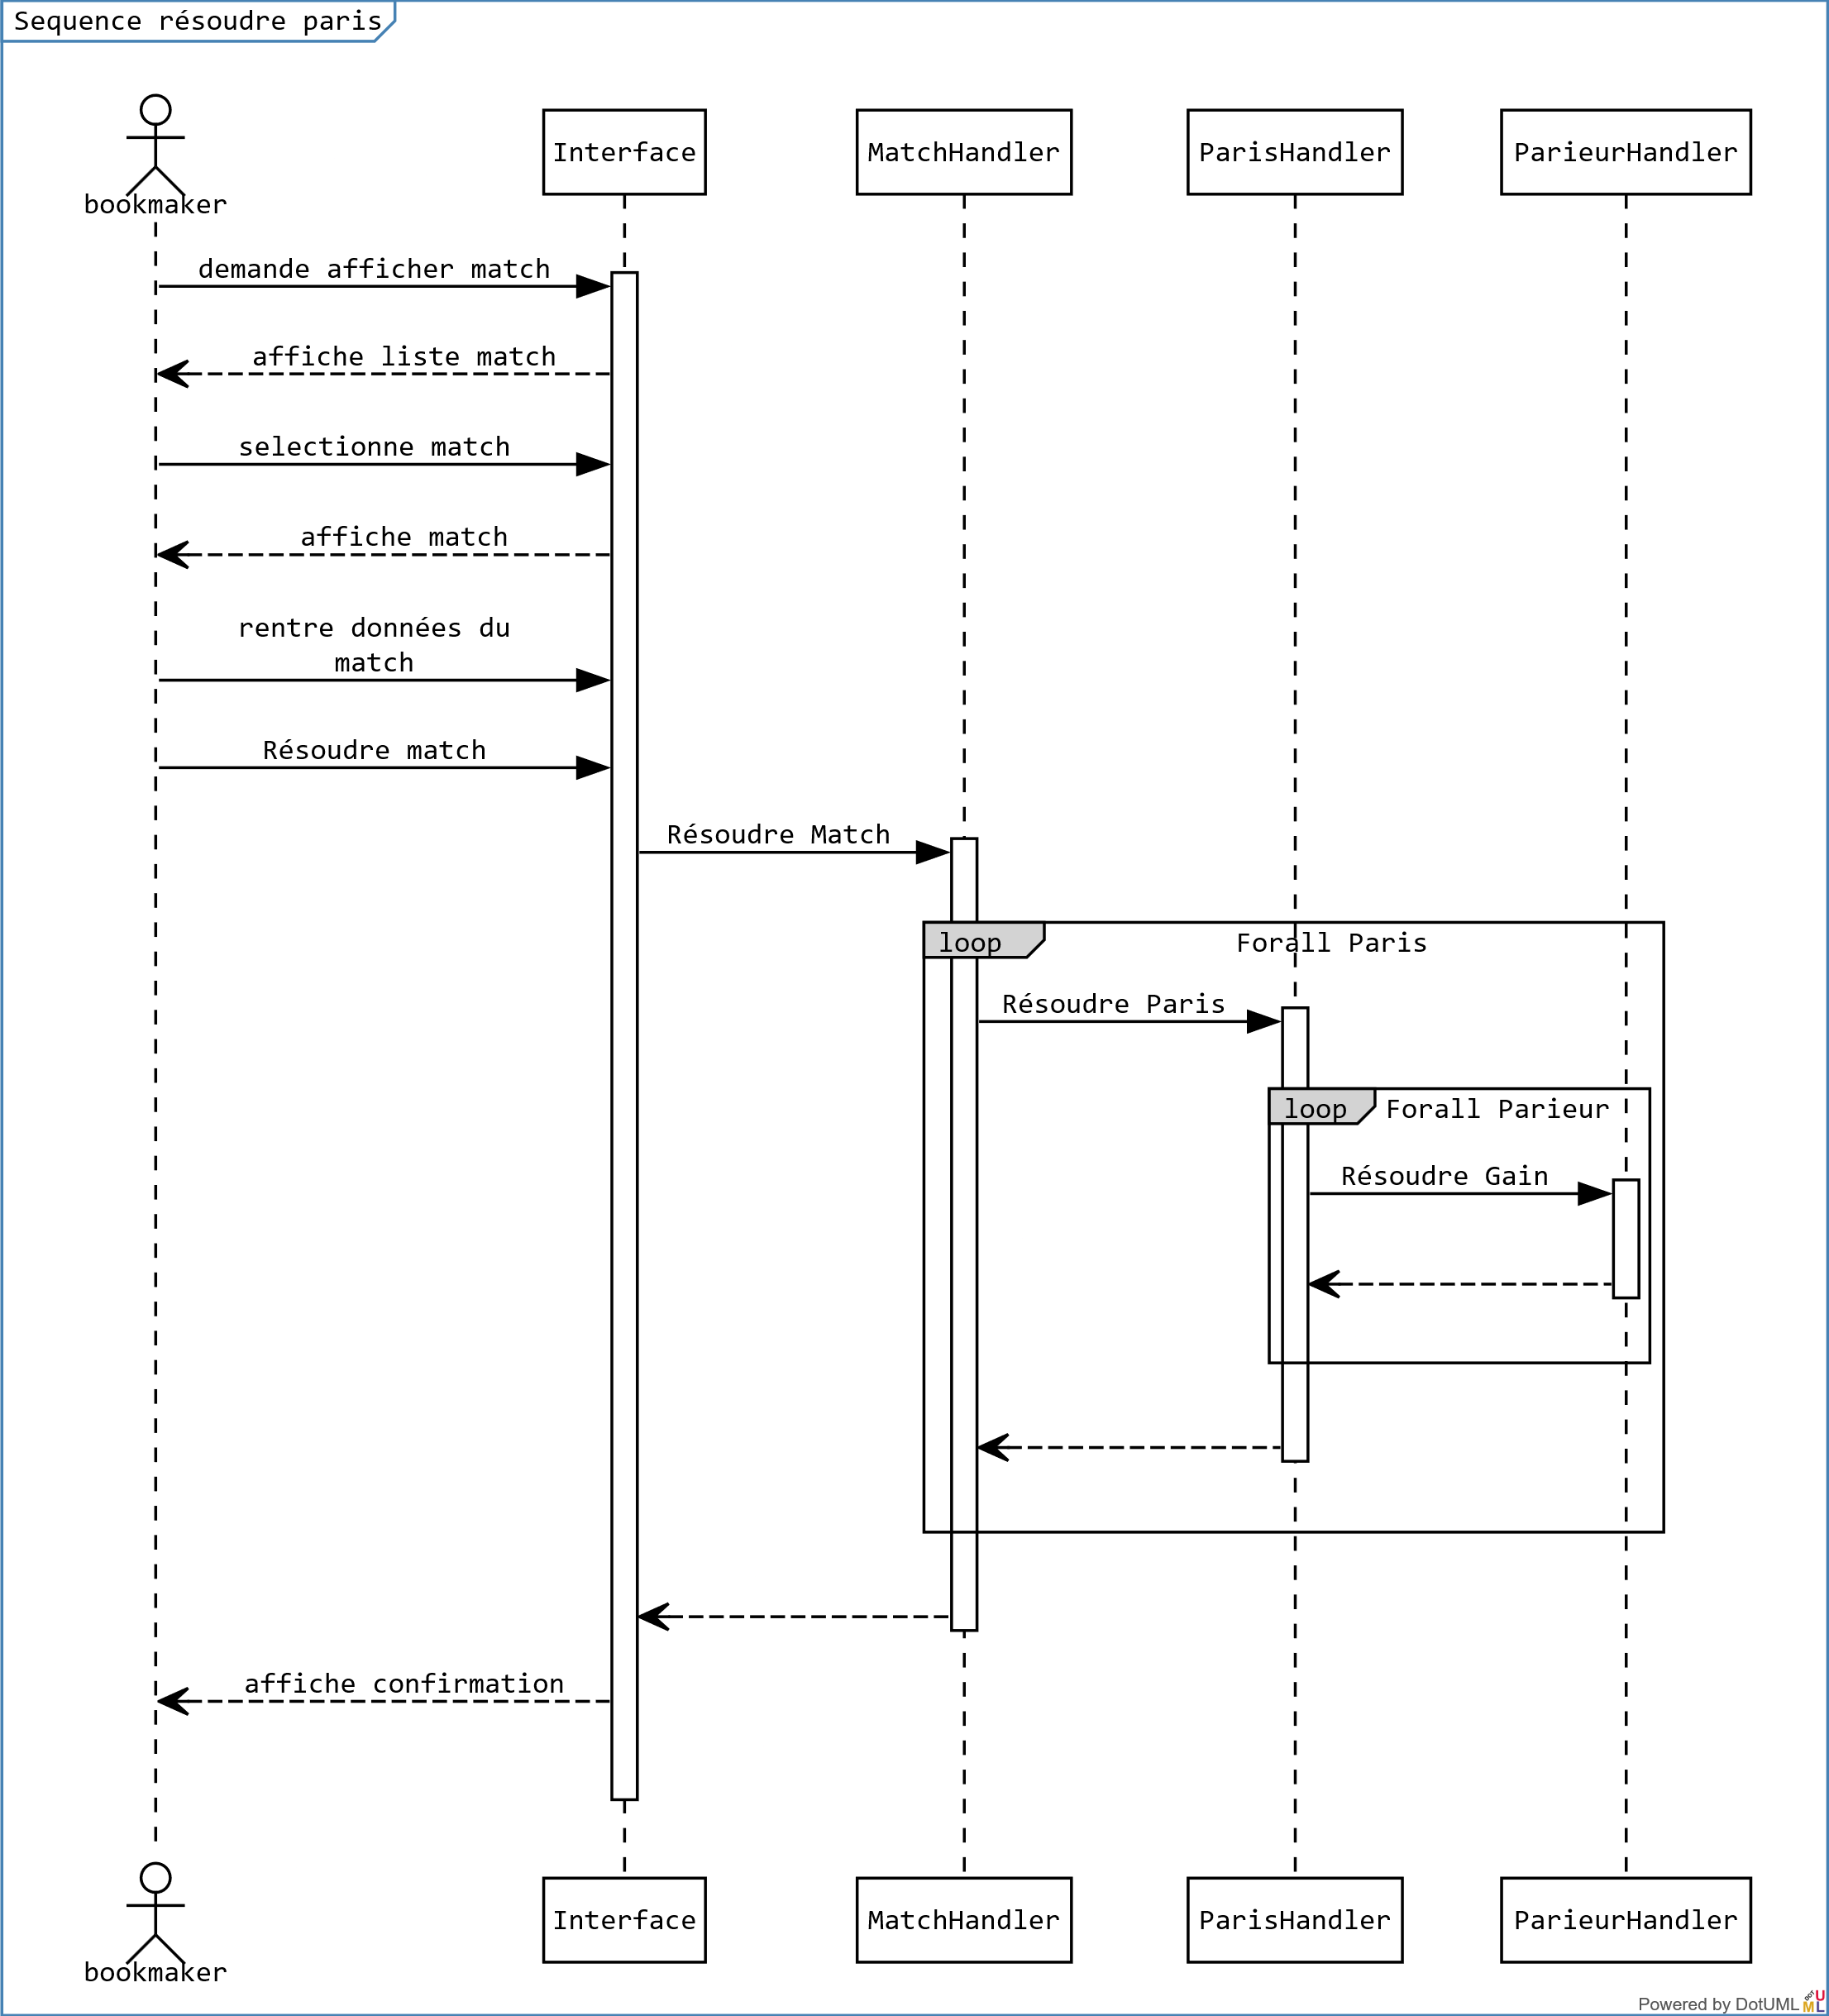 Sequence résoudre paris
bookmaker
Interface
MatchHandler
ParisHandler
ParieurHandler
demande afficher match
affiche liste match
selectionne match
affiche match
rentre données du
match
Résoudre match
Résoudre Match
loop
Forall Paris
Résoudre Paris
loop
Forall Parieur
Résoudre Gain
affiche confirmation
bookmaker
Interface
MatchHandler
ParisHandler
ParieurHandler
Powered by DotUML
DOT
U
M L